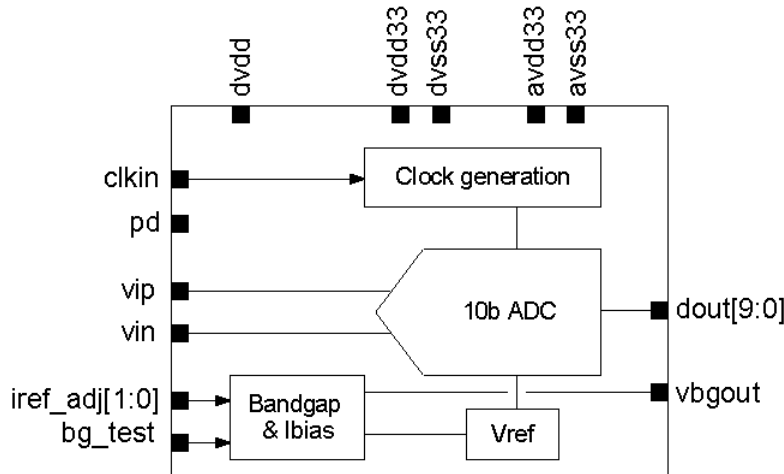 dvdd
dvdd33
dvss33
avdd33
avss33
clkin
Clock generation
pd
vip
10b ADC
dout[9:0]
vin
iref_adj[1:0]
Bandgap
& Ibias
vbgout
bg_test
Vref